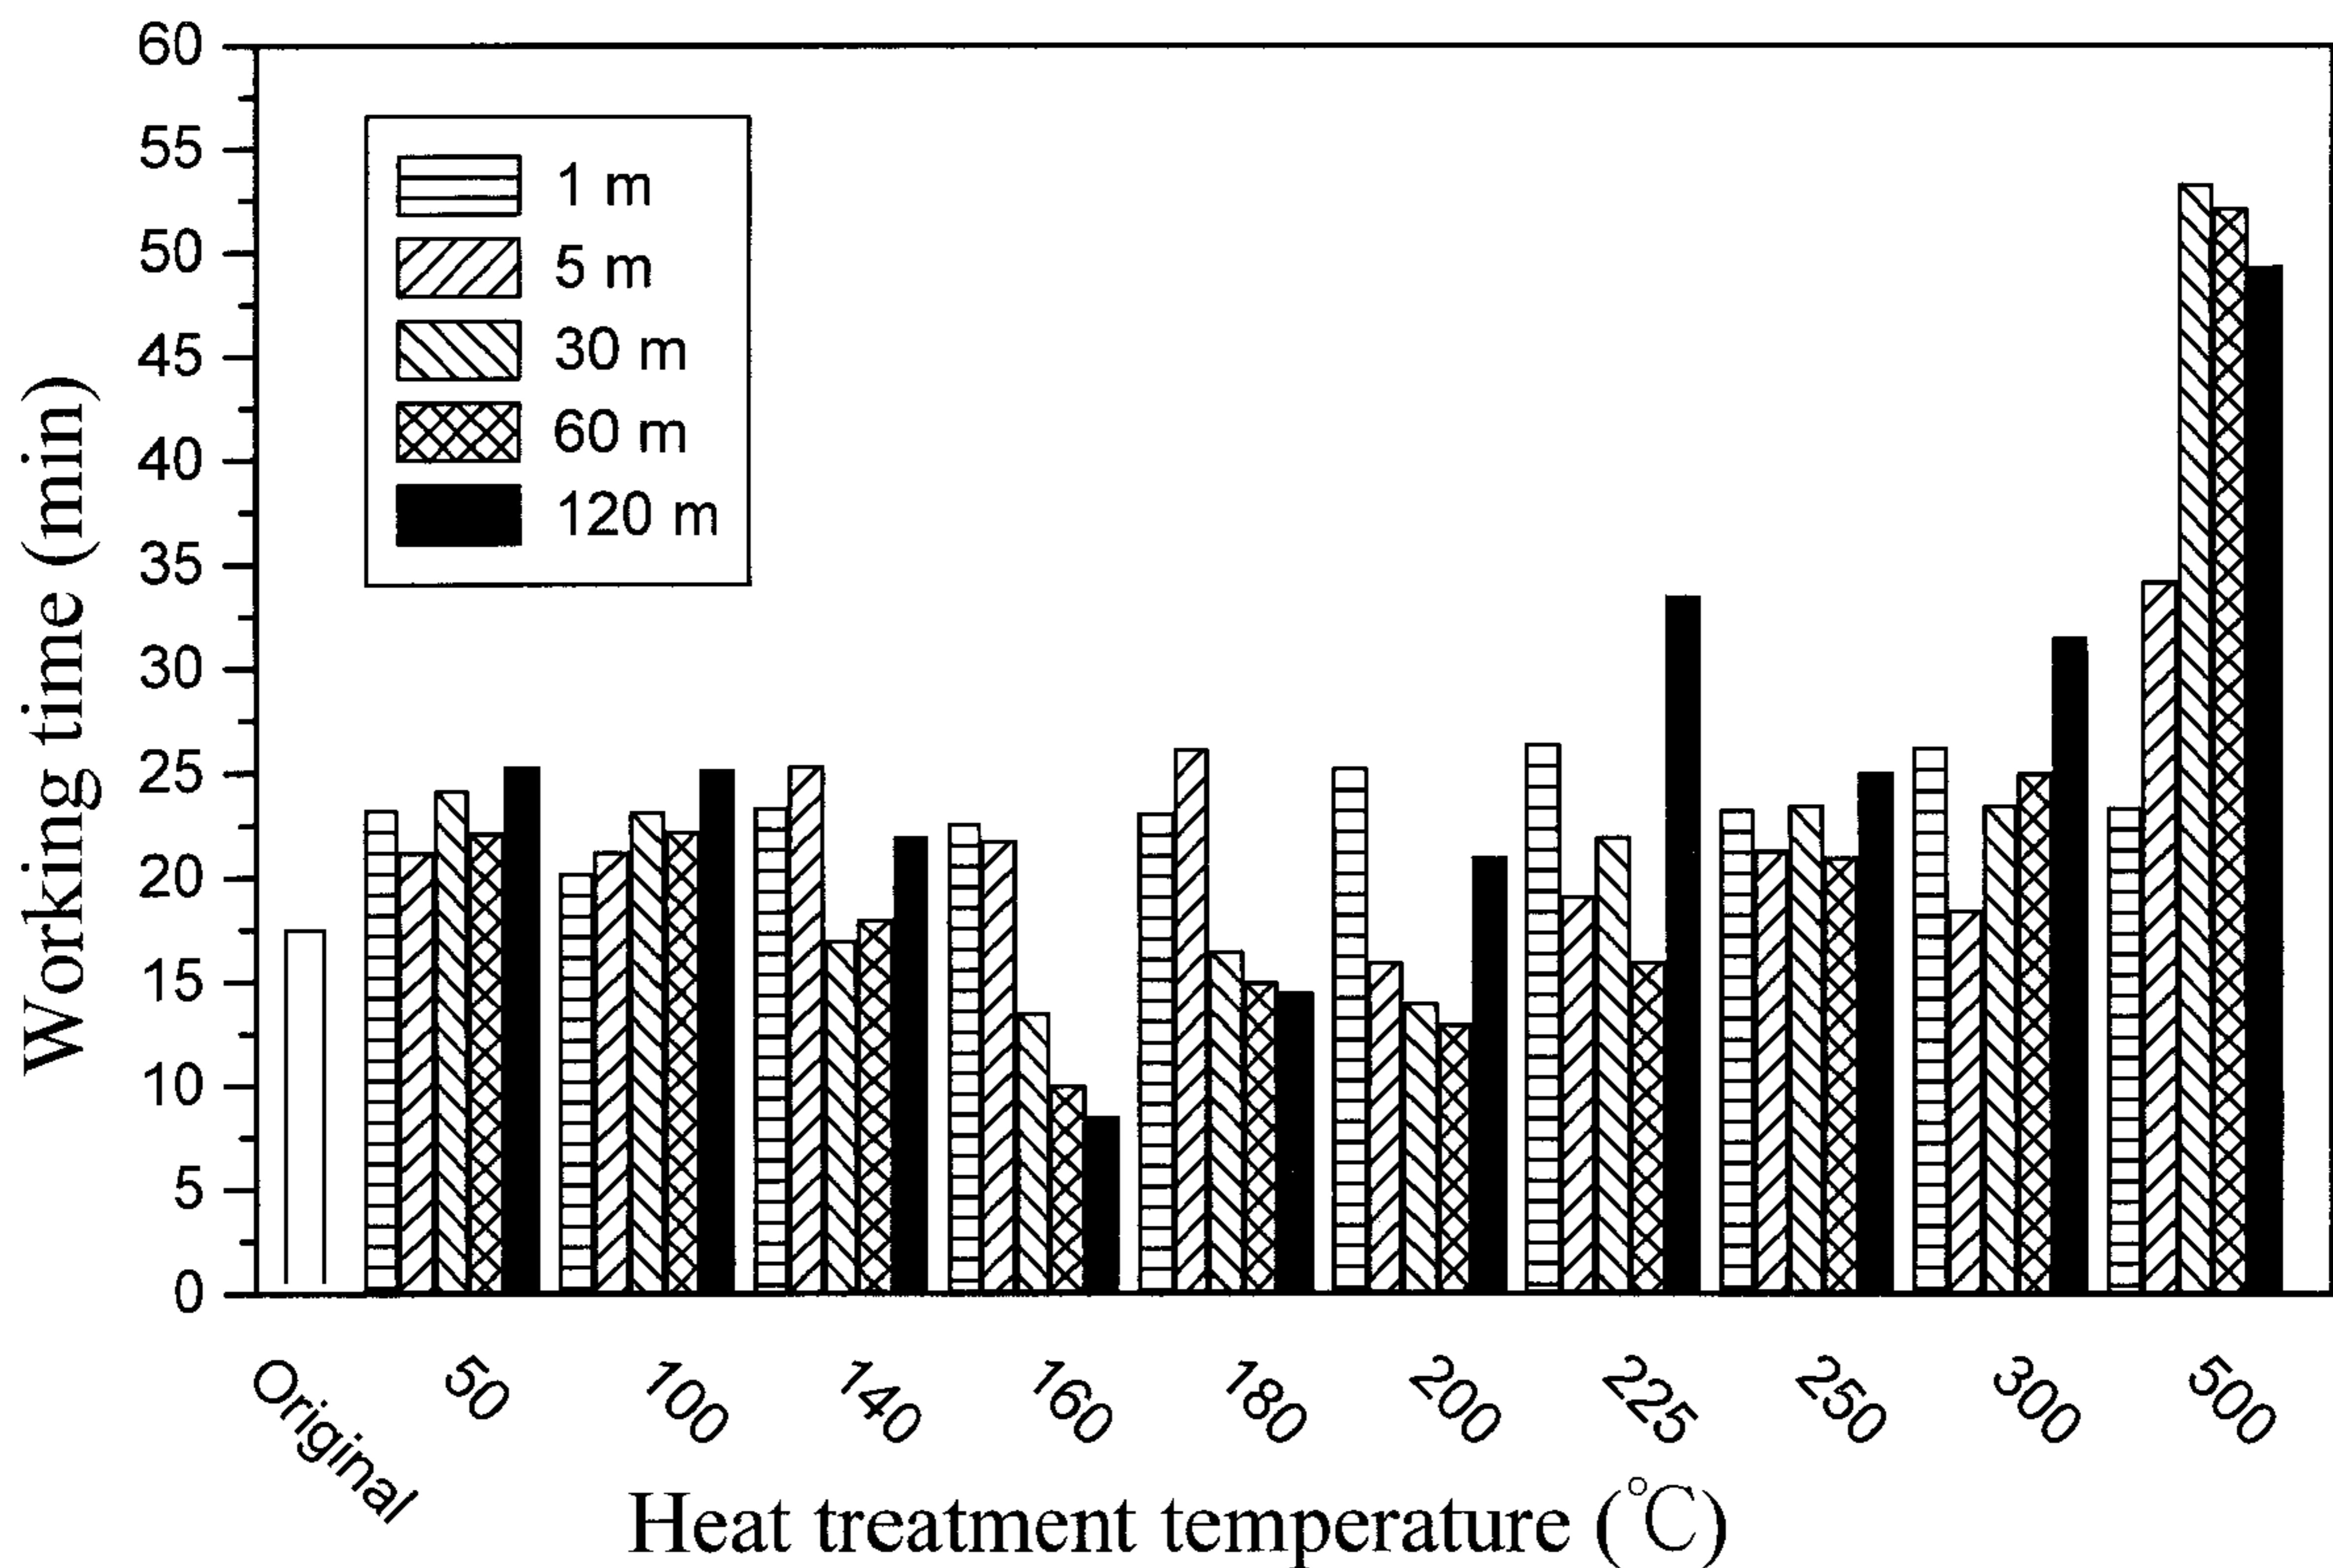 60
55
50
45
40
35
30
25
20
15
10
5
0
Working time (min)
1 m
5 m
30 m
60 m
120 m
Original
50
100
140
160
180
200
225
250
300
500
Heat treatment temperature (°C)